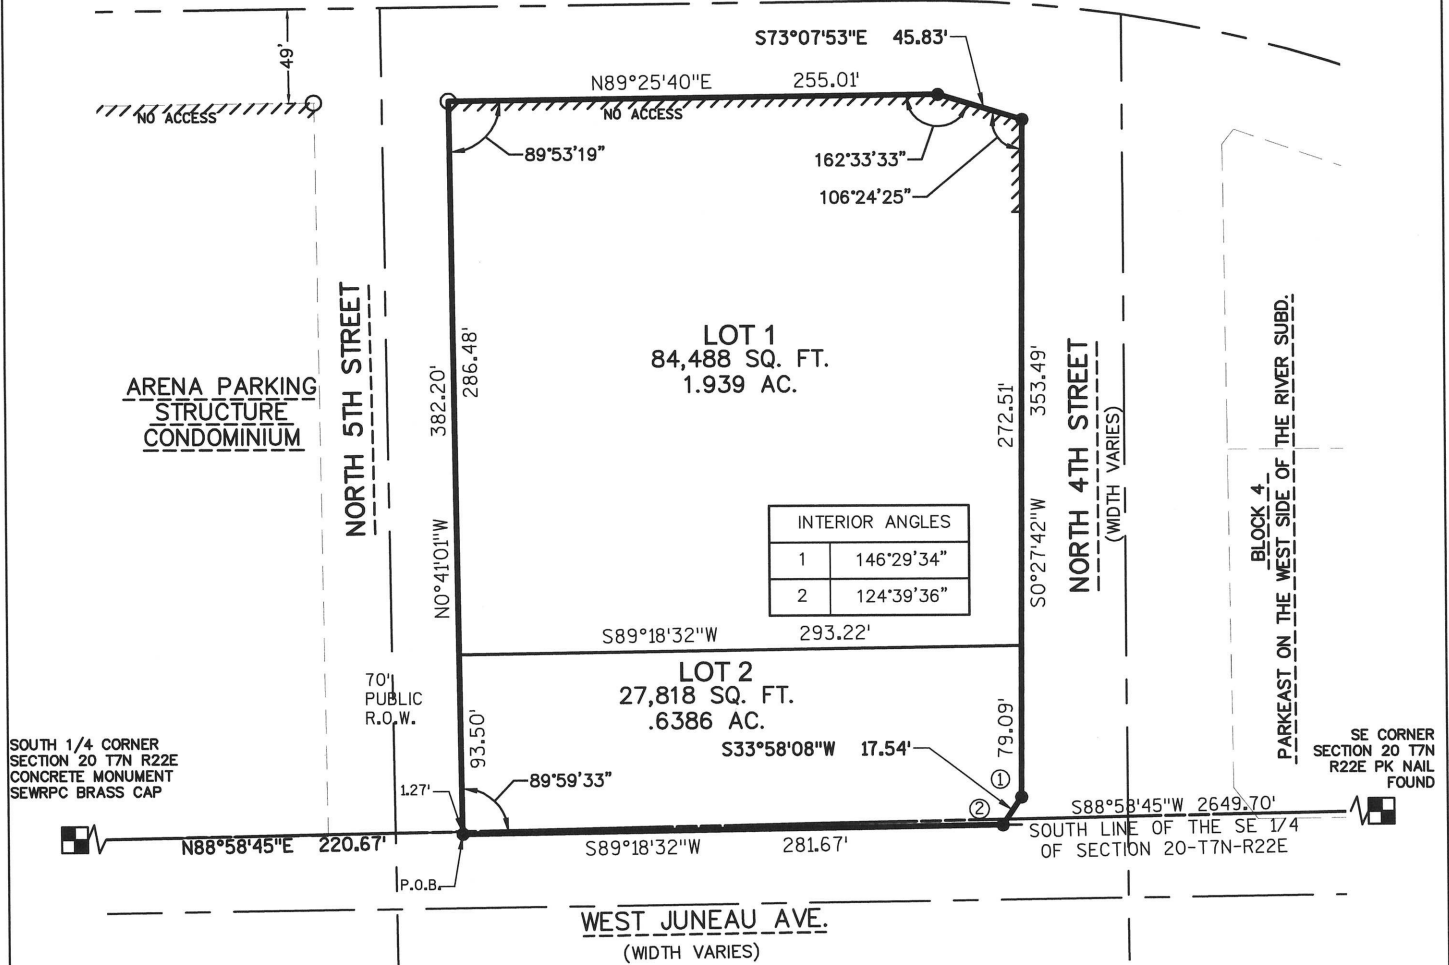 S73°07'53"E 45.83'
49'
N89°25'40"E 255.01'
NO ACCESS
NO ACCESS
89°53'19"
162°33'33"
106°24'25"
LOT 1
84,488 SQ. FT.
1.939 AC.
NORTH 5TH STREET
382.20'
286.48'
N0°41'01"W
272.51'
353.49'
S0°27'42"W
NORTH 4TH STREET
(WIDTH VARIES)
ARENA PARKING
STRUCTURE
CONDOMINIUM
BLOCK 4
PARKEAST ON THE WEST SIDE OF THE RIVER SUBD.
INTERIOR ANGLES
1 146°29'34"
2 124°39'36"
S89°18'32"W 293.22'
LOT 2
27,818 SQ. FT.
.6386 AC.
70'
PUBLIC
R.O.W.
93.50'
79.09'
S33°58'08"W 17.54'
SOUTH 1/4 CORNER
SECTION 20 T7N R22E
CONCRETE MONUMENT
SEWRPC BRASS CAP
SE CORNER
SECTION 20 T7N
R22E PK NAIL
FOUND
89°59'33"
1.27'
1
2
S88°58'45"W 2649.70'
SOUTH LINE OF THE SE 1/4
OF SECTION 20-T7N-R22E
N88°58'45"E 220.67'
S89°18'32"W 281.67'
P.O.B.
WEST JUNEAU AVE.
(WIDTH VARIES)